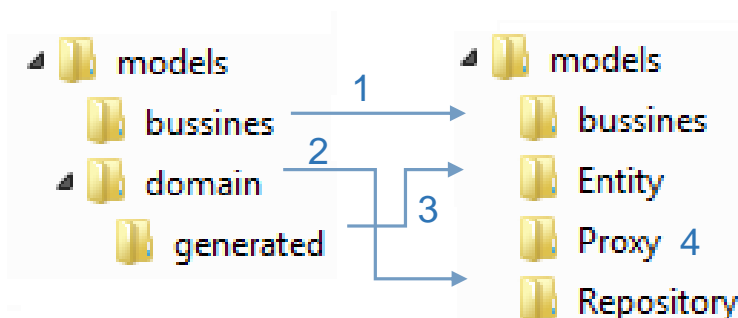 models
bussines
domain
generated
1
2
3
models
bussines
Entity
Proxy 4
Repository